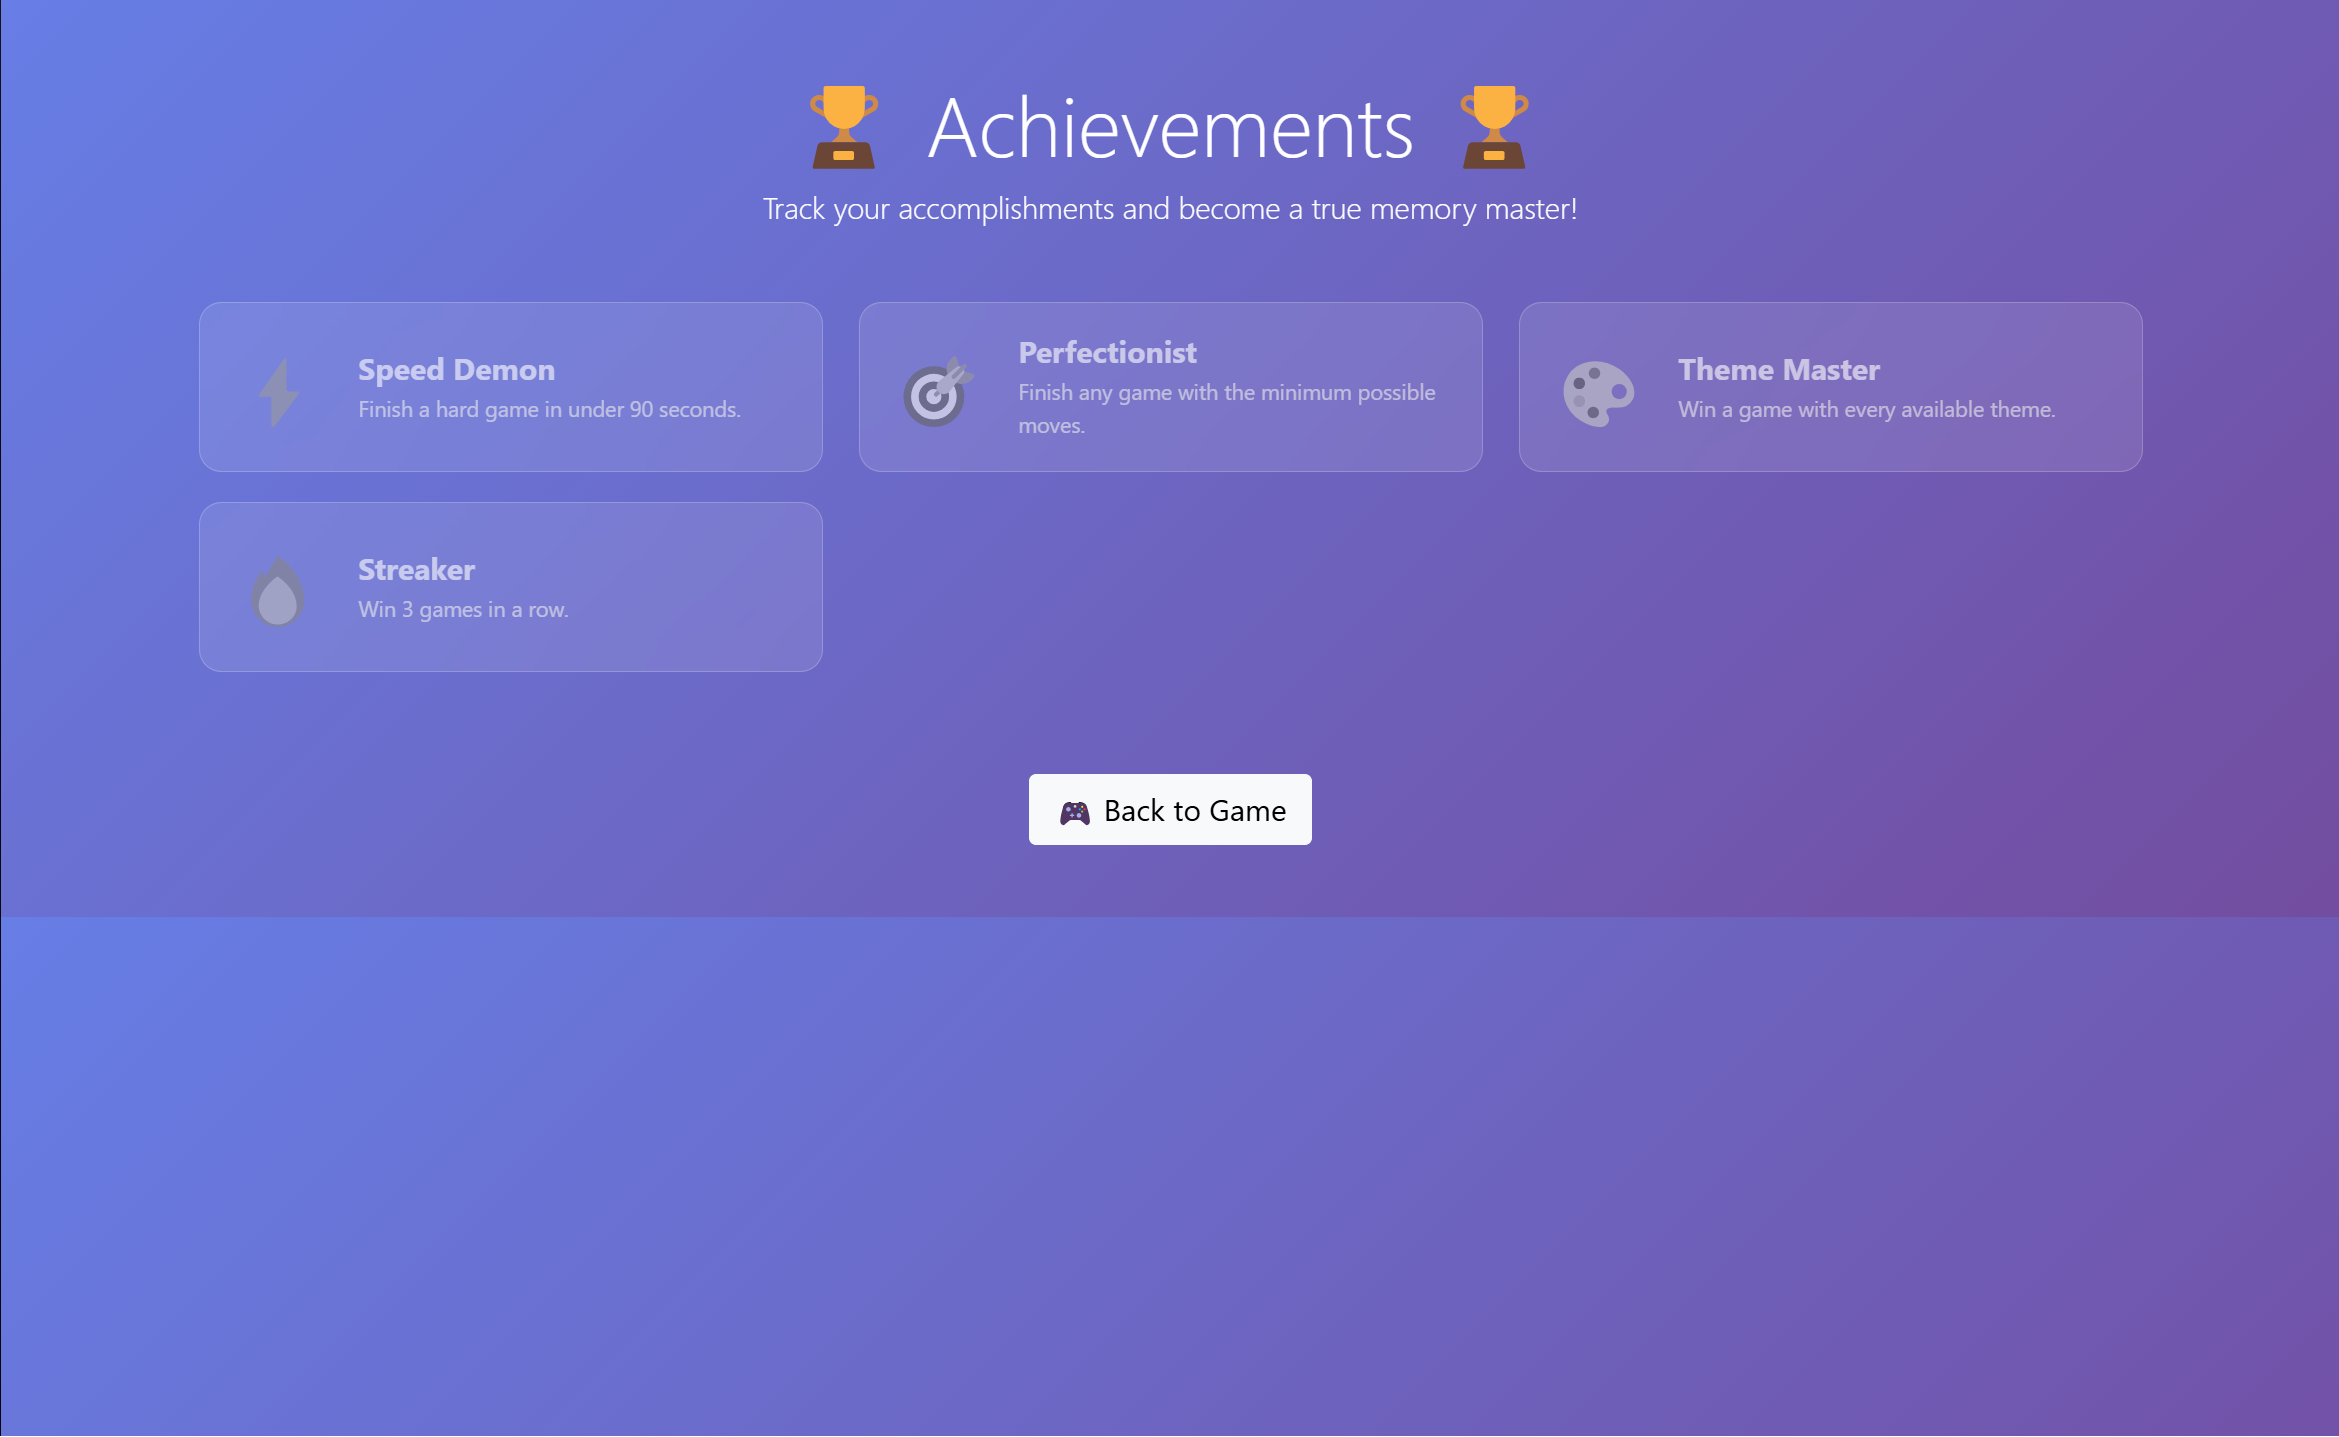 Achievements
Track your accomplishments and become a true memory master!
Speed Demon
Finish a hard game in under 90 seconds.
Perfectionist
Finish any game with the minimum possible
moves.
Theme Master
Win a game with every available theme.
Streaker
Win 3 games in a row.
Back to Game